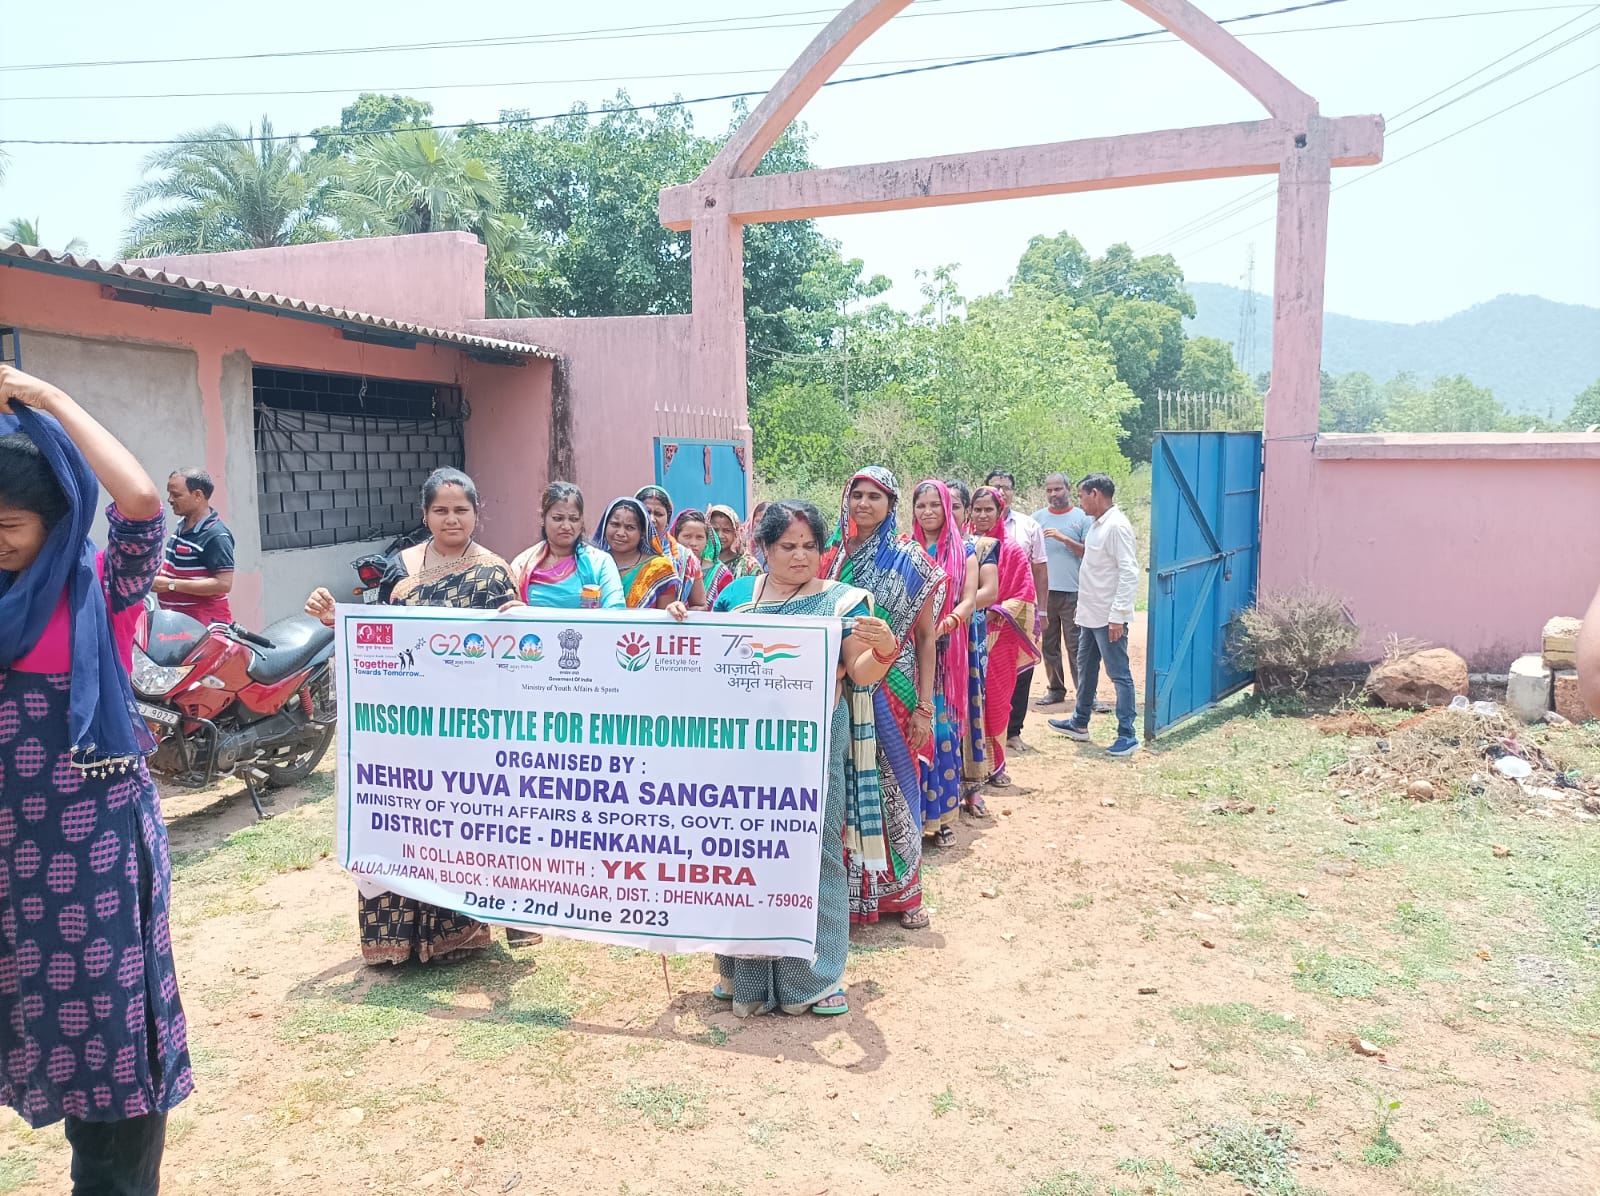 NYKS
Together
Towards Tomorrow...
G20 Y20
Government Of India
Ministry of Youth Affairs & Sports
LiFE
Lifestyle for
Environment
75
आज़ादी का
अमृत महोत्सव
MISSION LIFESTYLE FOR ENVIRONMENT (LIFE)
ORGANISED BY :
NEHRU YUVA KENDRA SANGATHAN
MINISTRY OF YOUTH AFFAIRS & SPORTS, GOVT. OF INDIA
DISTRICT OFFICE - DHENKANAL, ODISHA
IN COLLABORATION WITH : YK LIBRA
ALUAJHARAN, BLOCK : KAMAKHYANAGAR, DIST. : DHENKANAL - 759026
Date : 2nd June 2023
9022